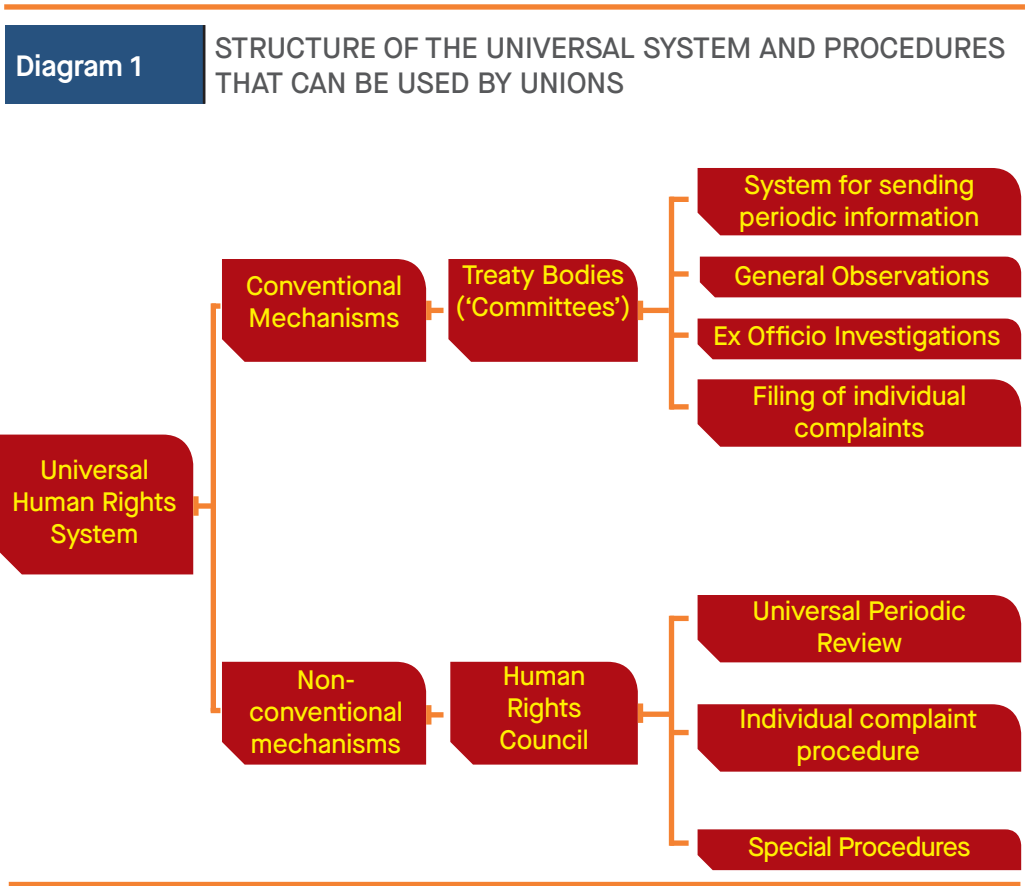 Diagram 1
STRUCTURE OF THE UNIVERSAL SYSTEM AND PROCEDURES
THAT CAN BE USED BY UNIONS
Universal
Human Rights
System
Conventional
Mechanisms
Treaty Bodies
(‘Committees’)
System for sending
periodic information
General Observations
Ex Officio Investigations
Filing of individual
complaints
Non-
conventional
mechanisms
Human
Rights
Council
Universal Periodic
Review
Individual complaint
procedure
Special Procedures